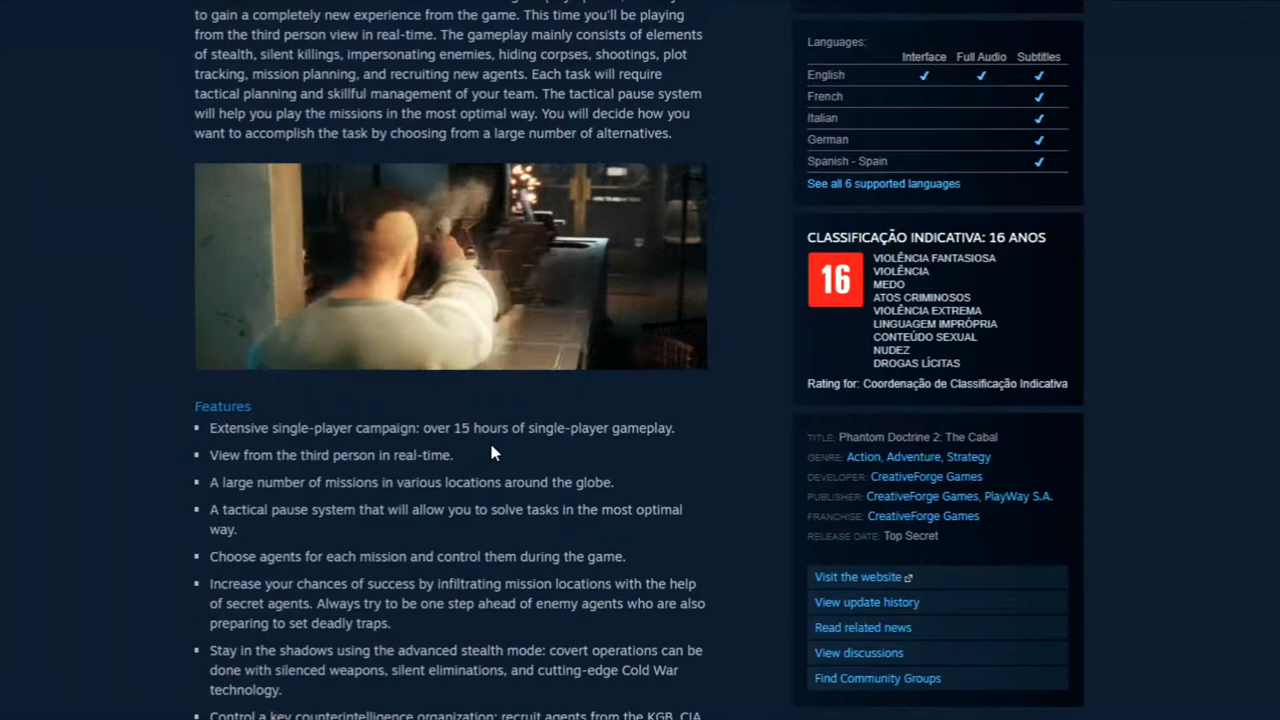 to gain a completely new experience from the game. This time you'll be playing
from the third person view in real-time. The gameplay mainly consists of elements
of stealth, silent killings, impersonating enemies, hiding corpses, shootings, plot
tracking, mission planning, and recruiting new agents. Each task will require
tactical planning and skillful management of your team. The tactical pause system
will help you play the missions in the most optimal way. You will decide how you
want to accomplish the task by choosing from a large number of alternatives.
Features
Extensive single-player campaign: over 15 hours of single-player gameplay.
View from the third person in real-time.
A large number of missions in various locations around the globe.
A tactical pause system that will allow you to solve tasks in the most optimal
way.
Choose agents for each mission and control them during the game.
Increase your chances of success by infiltrating mission locations with the help
of secret agents. Always try to be one step ahead of enemy agents who are also
preparing to set deadly traps.
Stay in the shadows using the advanced stealth mode: covert operations can be
done with silenced weapons, silent eliminations, and cutting-edge Cold War
technology.
Control a key counterintelligence organization: recruit agents from the KGB, CIA
Languages:
Interface Full Audio Subtitles
English ✔ ✔ ✔
French ✔
Italian ✔
German ✔
Spanish - Spain ✔
See all 6 supported languages
CLASSIFICAÇÃO INDICATIVA: 16 ANOS
16
VIOLÊNCIA FANTASIOSA
VIOLÊNCIA
MEDO
ATOS CRIMINOSOS
VIOLÊNCIA EXTREMA
LINGUAGEM IMPRÓPRIA
CONTEÚDO SEXUAL
NUDEZ
DROGAS LÍCITAS
Rating for: Coordenação de Classificação Indicativa
TITLE: Phantom Doctrine 2: The Cabal
GENRE: Action, Adventure, Strategy
DEVELOPER: CreativeForge Games
PUBLISHER: CreativeForge Games, PlayWay S.A.
FRANCHISE: CreativeForge Games
RELEASE DATE: Top Secret
Visit the website
View update history
Read related news
View discussions
Find Community Groups